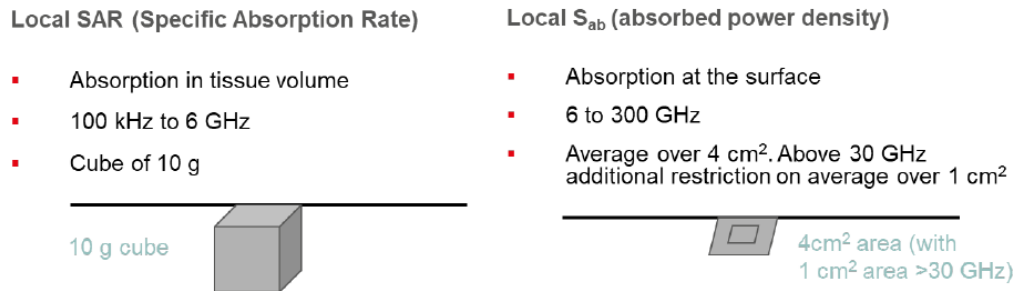 Local SAR (Specific Absorption Rate)
Absorption in tissue volume
100 kHz to 6 GHz
Cube of 10 g
10 g cube
Local Sab (absorbed power density)
Absorption at the surface
6 to 300 GHz
Average over 4 cm². Above 30 GHz
additional restriction on average over 1 cm²
4cm² area (with
1 cm² area >30 GHz)